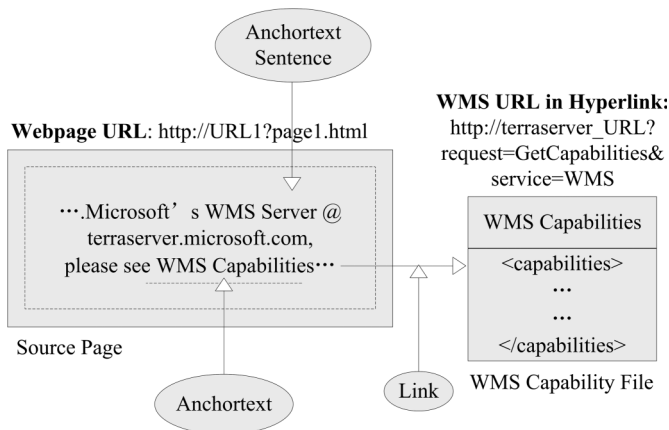 Anchortext
Sentence
WMS URL in Hyperlink:
http://terraserver_URL?
request=GetCapabilities&
service=WMS
Webpage URL: http://URL1?page1.html
….Microsoft’s WMS Server @
terraserver.microsoft.com,
please see WMS Capabilities…
WMS Capabilities
<capabilities>
…
…
</capabilities>
Source Page
WMS Capability File
Link
Anchortext